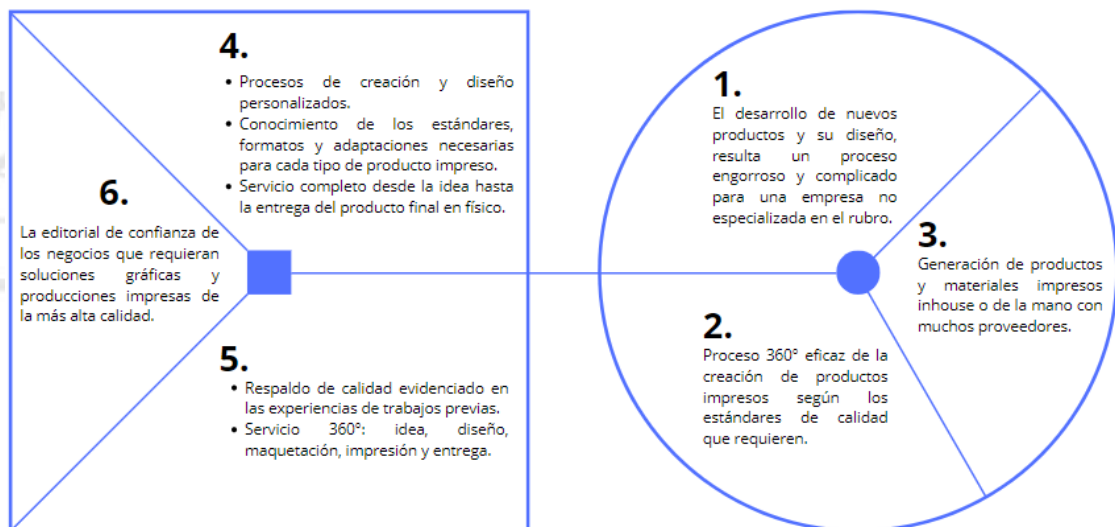 4.
• Procesos de creación y diseño
personalizados.
• Conocimiento de los estándares,
formatos y adaptaciones necesarias
para cada tipo de producto impreso.
• Servicio completo desde la idea hasta
la entrega del producto final en físico.
6.
La editorial de confianza de
los negocios que requieran
soluciones gráficas y
producciones impresas de
la más alta calidad.
5.
• Respaldo de calidad evidenciado en
las experiencias de trabajos previas.
• Servicio 360°: idea, diseño,
maquetación, impresión y entrega.
1.
El desarrollo de nuevos
productos y su diseño,
resulta un proceso
engorroso y complicado
para una empresa no
especializada en el rubro.
3.
Generación de productos
y materiales impresos
inhouse o de la mano con
muchos proveedores.
2.
Proceso 360° eficaz de la
creación de productos
impresos según los
estándares de calidad
que requieren.